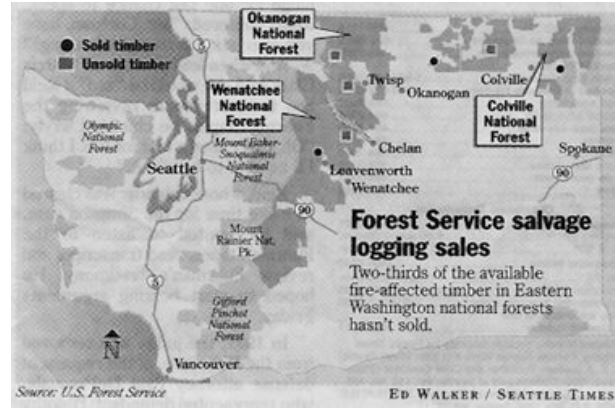 Okanogan
National
Forest
Sold timber
Unsold timber
5
Twisp
Okanogan
Colville
Colville
National
Forest
Wenatchee
National
Forest
Olympic
National
Forest
Seattle
Mount Baker-
Snoqualmie
National
Forest
Chelan
Leavenworth
Wenatchee
Spokane
90
90
Mount
Rainier Nat.
Pk.
Forest Service salvage
logging sales
Two-thirds of the available
fire-affected timber in Eastern
Washington national forests
hasn't sold.
5
Gifford
Pinchot
National
Forest
N
Vancouver
Source: U.S. Forest Service
ED WALKER / SEATTLE TIMES